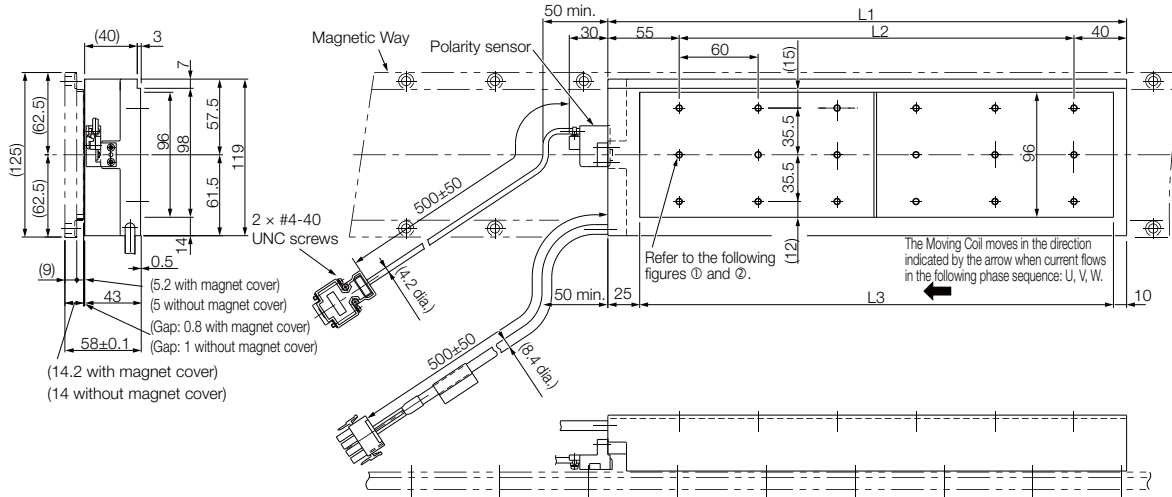 (40)
3
7
(62.5)
(62.5)
(125)
96
98
57.5
61.5
119
14
0.5
(9)
43
58±0.1
(5.2 with magnet cover)
(5 without magnet cover)
(Gap: 0.8 with magnet cover)
(Gap: 1 without magnet cover)
(14.2 with magnet cover)
(14 without magnet cover)
50 min.
L1
30
55
L2
40
60
(15)
Magnetic Way
Polarity sensor
35.5
35.5
96
(12)
500±50
2 × #4-40
UNC screws
(4.2 dia.)
Refer to the following
figures ① and ②.
The Moving Coil moves in the direction
indicated by the arrow when current flows
in the following phase sequence: U, V, W.
50 min.
25
L3
10
500±50
(8.4 dia.)